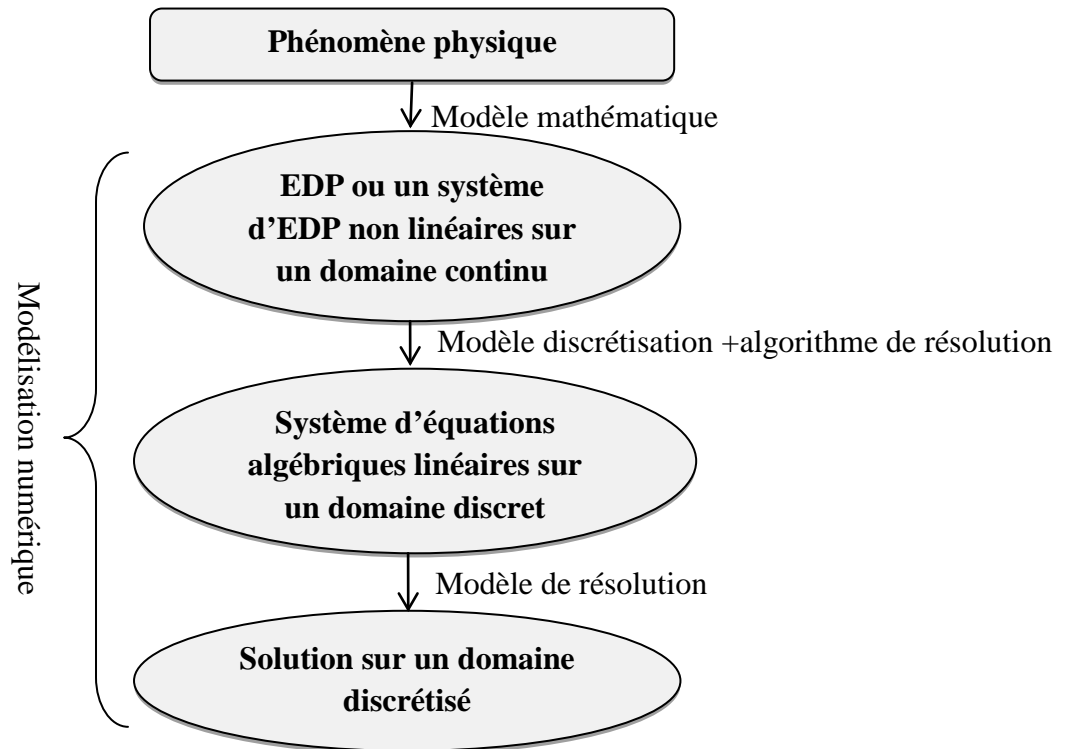 Phénomène physique
Modèle mathématique
EDP ou un système
d’EDP non linéaires sur
un domaine continu
Modèle discrétisation +algorithme de résolution
Système d’équations
algébriques linéaires sur
un domaine discret
Modèle de résolution
Solution sur un domaine
discrétisé
Modélisation numérique